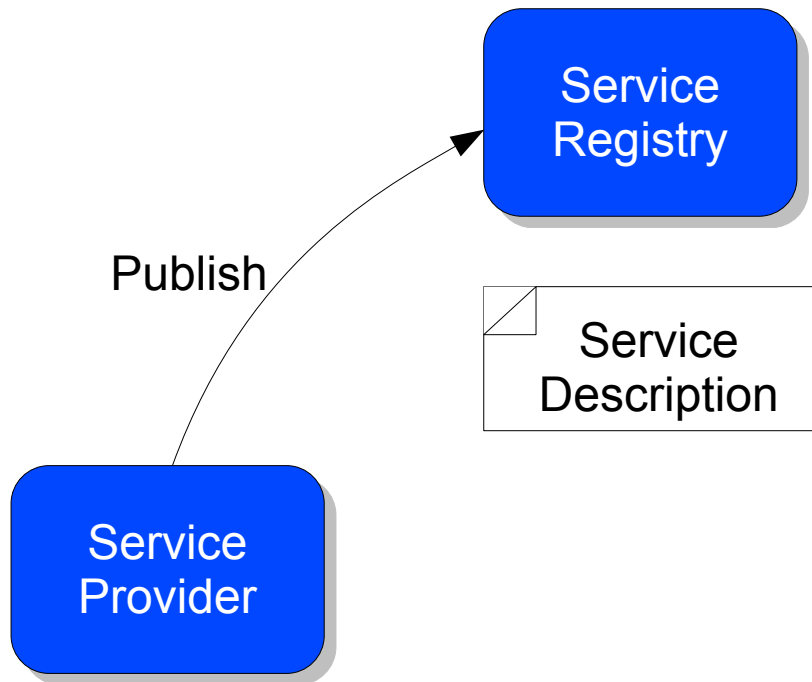 Service
Registry
Publish
Service
Description
Service
Provider